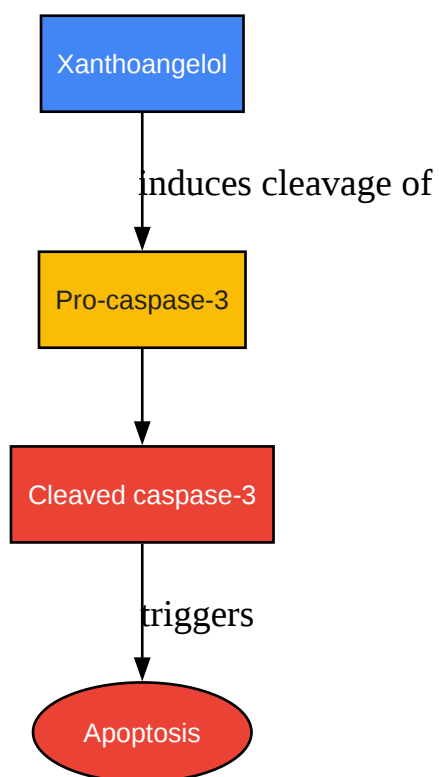 Xanthoangelol
induces cleavage of
Pro-caspase-3
Cleaved caspase-3
triggers
Apoptosis